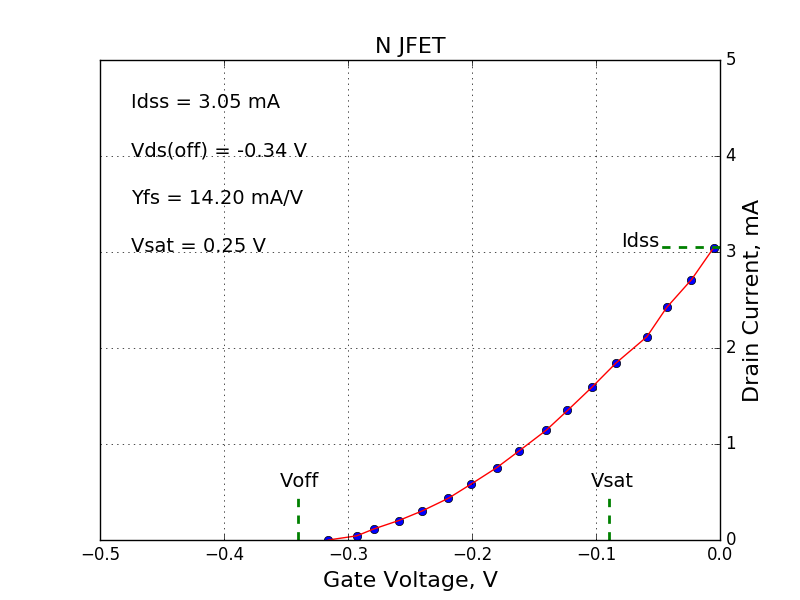 N JFET
Idss = 3.05 mA
Vds(off) = -0.34 V
Yfs = 14.20 mA/V
Vsat = 0.25 V
Idss
Voff
Vsat
5
4
3
2
1
0
Drain Current, mA
−0.5 −0.4 −0.3 −0.2 −0.1 0.0
Gate Voltage, V